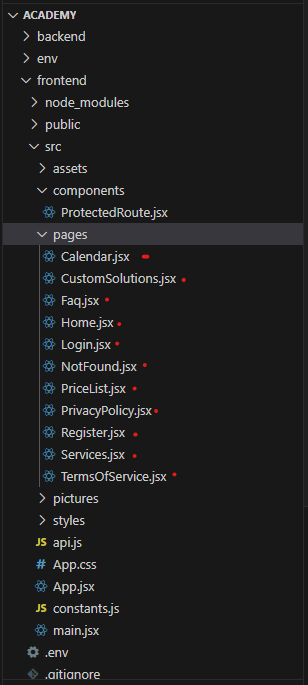 ACADEMY
backend
env
frontend
node_modules
public
src
assets
components
ProtectedRoute.jsx
pages
Calendar.jsx
CustomSolutions.jsx
Faq.jsx
Home.jsx
Login.jsx
NotFound.jsx
PriceList.jsx
PrivacyPolicy.jsx
Register.jsx
Services.jsx
TermsOfService.jsx
pictures
styles
JS api.js
# App.css
App.jsx
JS constants.js
main.jsx
.env
.gitignore